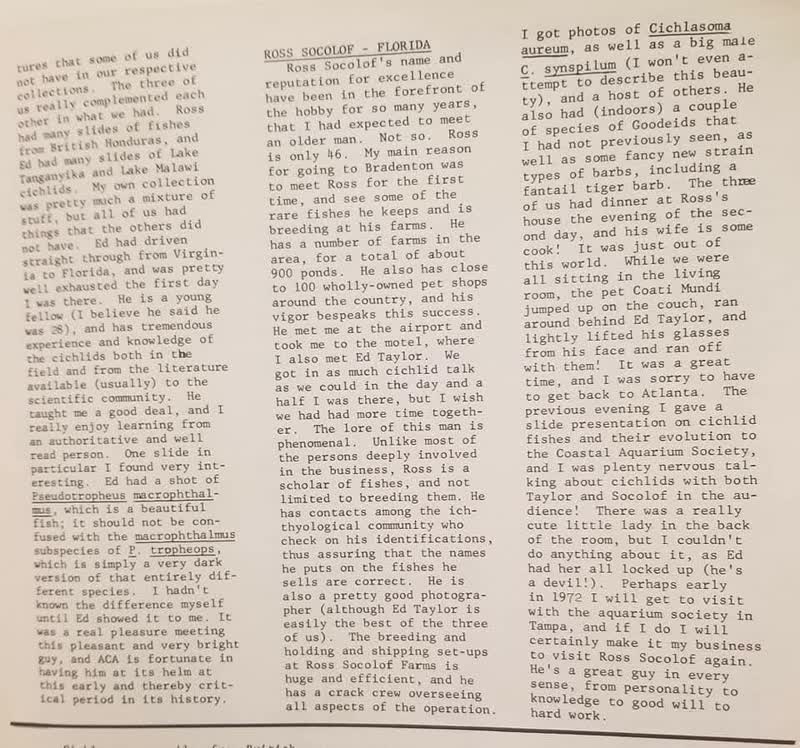 tures that some of us did
not have in our respective
collections. The three of
us really complemented each
other in what we had. Ross
had many slides of fishes
from British Honduras, and
Ed had many slides of Lake
Tanganyika and Lake Malawi
cichlids. My own collection
was pretty much a mixture of
stuff, but all of us had
things that the others did
not have. Ed had driven
straight through from Virgin-
ia to Florida, and was pretty
well exhausted the first day
I was there. He is a young
fellow (I believe he said he
was 28), and has tremendous
experience and knowledge of
the cichlids both in the
field and from the literature
available (usually) to the
scientific community. He
taught me a good deal, and I
really enjoy learning from
an authoritative and well
read person. One slide in
particular I found very int-
eresting. Ed had a shot of
Pseudotropheus macrophthal-
mus, which is a beautiful
fish; it should not be con-
fused with the macrophthalmus
subspecies of P. tropheops,
which is simply a very dark
version of that entirely dif-
ferent species. I hadn't
known the difference myself
until Ed showed it to me. It
was a real pleasure meeting
this pleasant and very bright
guy, and ACA is fortunate in
having him at its helm at
this early and thereby crit-
ical period in its history.
ROSS SOCOLOF - FLORIDA
Ross Socolof's name and
reputation for excellence
have been in the forefront of
the hobby for so many years,
that I had expected to meet
an older man. Not so. Ross
is only 46. My main reason
for going to Bradenton was
to meet Ross for the first
time, and see some of the
rare fishes he keeps and is
breeding at his farms. He
has a number of farms in the
area, for a total of about
900 ponds. He also has close
to 100 wholly-owned pet shops
around the country, and his
vigor bespeaks this success.
He met me at the airport and
took me to the motel, where
I also met Ed Taylor. We
got in as much cichlid talk
as we could in the day and a
half I was there, but I wish
we had had more time togeth-
er. The lore of this man is
phenomenal. Unlike most of
the persons deeply involved
in the business, Ross is a
scholar of fishes, and not
limited to breeding them. He
has contacts among the ich-
thyological community who
check on his identifications,
thus assuring that the names
he puts on the fishes he
sells are correct. He is
also a pretty good photogra-
pher (although Ed Taylor is
easily the best of the three
of us). The breeding and
holding and shipping set-ups
at Ross Socolof Farms is
huge and efficient, and he
has a crack crew overseeing
all aspects of the operation.
I got photos of Cichlasoma
aureum, as well as a big male
C. synspilum (I won't even a-
ttempt to describe this beau-
ty), and a host of others. He
also had (indoors) a couple
of species of Goodeids that
I had not previously seen, as
well as some fancy new strain
types of barbs, including a
fantail tiger barb. The three
of us had dinner at Ross's
house the evening of the sec-
ond day, and his wife is some
cook! It was just out of
this world. While we were
all sitting in the living
room, the pet Coati Mundi
jumped up on the couch, ran
around behind Ed Taylor, and
lightly lifted his glasses
from his face and ran off
with them! It was a great
time, and I was sorry to have
to get back to Atlanta. The
previous evening I gave a
slide presentation on cichlid
fishes and their evolution to
the Coastal Aquarium Society,
and I was plenty nervous tal-
king about cichlids with both
Taylor and Socolof in the au-
dience! There was a really
cute little lady in the back
of the room, but I couldn't
do anything about it, as Ed
had her all locked up (he's
a devil!). Perhaps early
in 1972 I will get to visit
with the aquarium society in
Tampa, and if I do I will
certainly make it my business
to visit Ross Socolof again.
He's a great guy in every
sense, from personality to
knowledge to good will to
hard work.